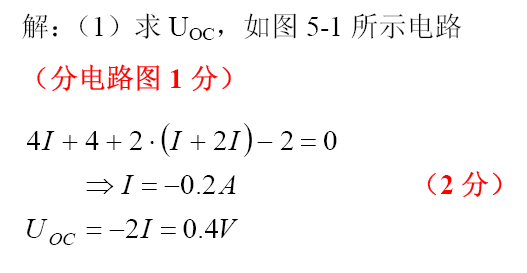 解：（1）求 U_OC，如图 5-1 所示电路
（分电路图 1 分）
4I + 4 + 2·(I + 2I) − 2 = 0
⇒ I = −0.2A （2 分）
U_OC = −2I = 0.4V